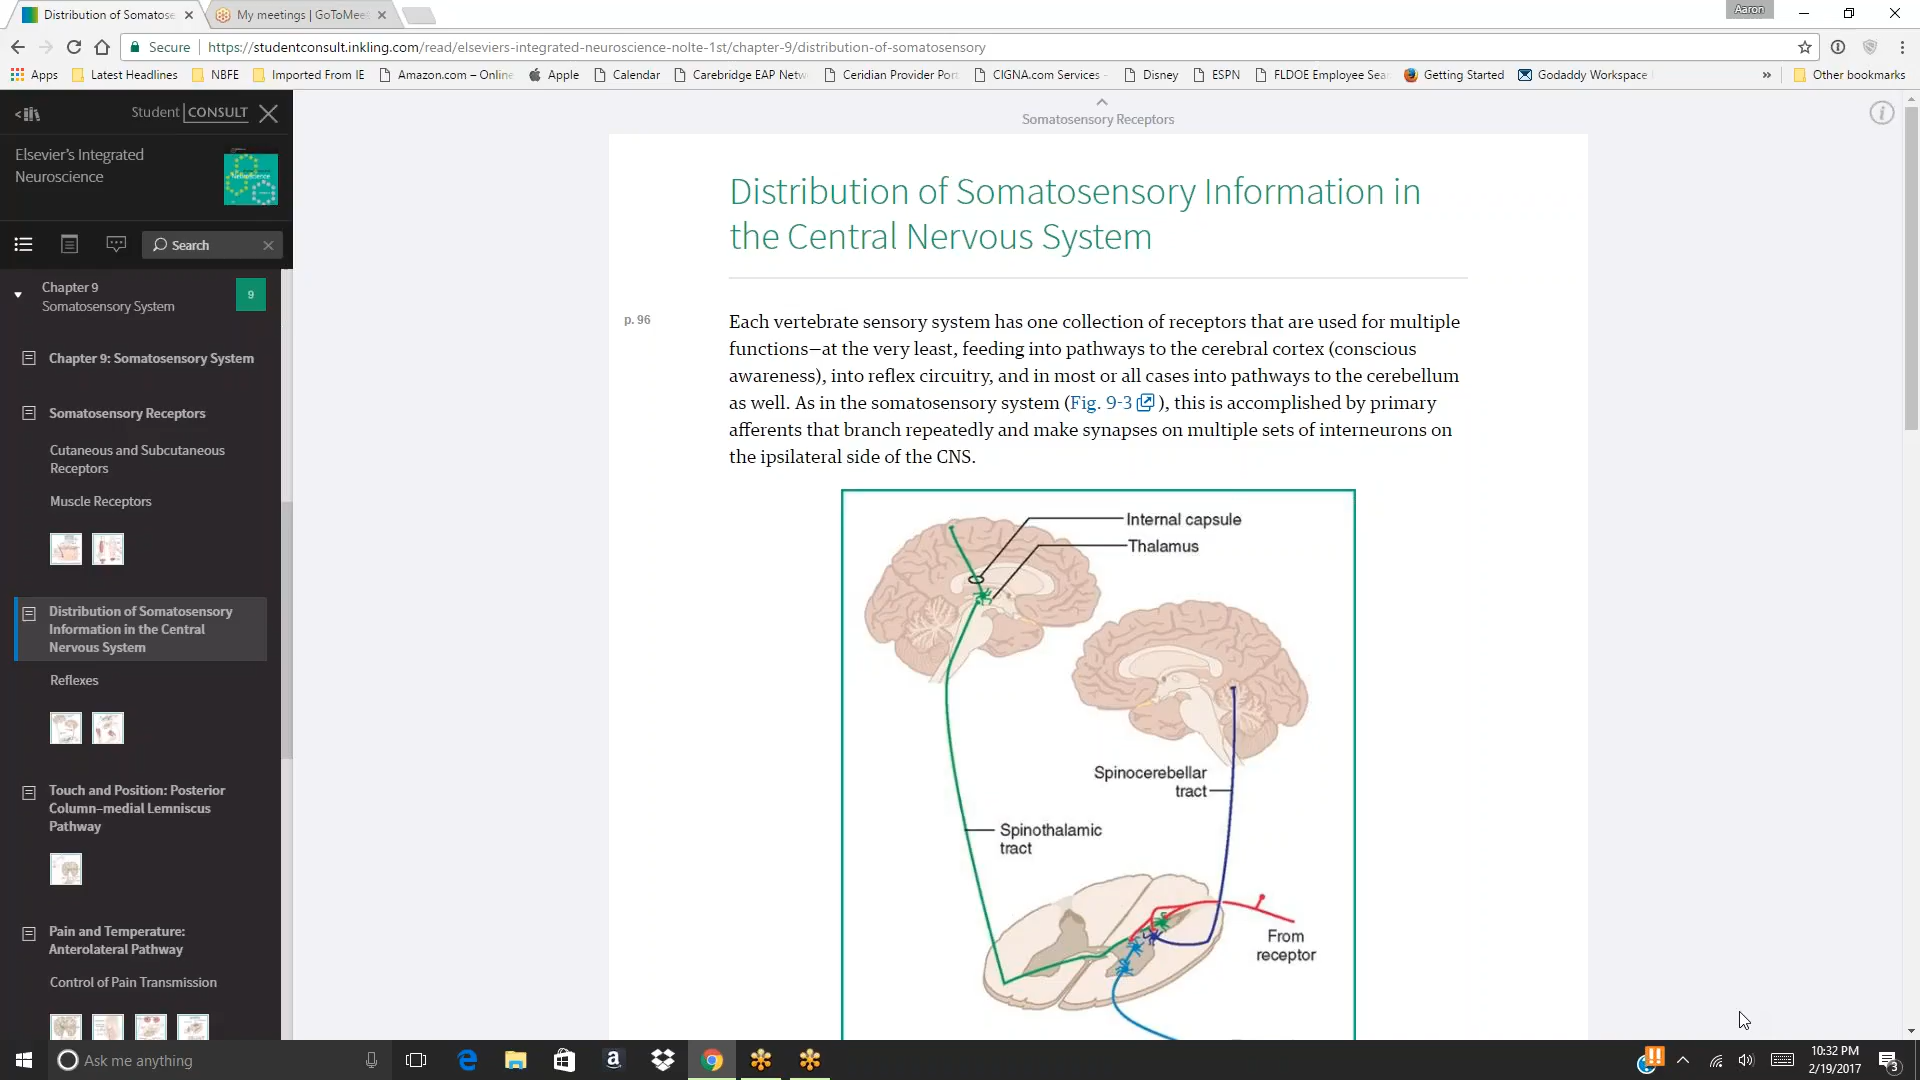 Distribution of Somatose
My meetings | GoToMee
Aaron
Secure
https://studentconsult.inkling.com/read/elseviers-integrated-neuroscience-nolte-1st/chapter-9/distribution-of-somatosensory
Apps
Latest Headlines
NBFE
Imported From IE
Amazon.com – Online
Apple
Calendar
Carebridge EAP Netw
Ceridian Provider Port
CIGNA.com Services -
Disney
ESPN
FLDOE Employee Sea
Getting Started
Godaddy Workspace
»
Other bookmarks
Student CONSULT
Elsevier's Integrated
Neuroscience
Neuroscience
Search
Chapter 9
Somatosensory System
9
Chapter 9: Somatosensory System
Somatosensory Receptors
Cutaneous and Subcutaneous
Receptors
Muscle Receptors
Distribution of Somatosensory
Information in the Central
Nervous System
Reflexes
Touch and Position: Posterior
Column–medial Lemniscus
Pathway
Pain and Temperature:
Anterolateral Pathway
Control of Pain Transmission
Somatosensory Receptors
Distribution of Somatosensory Information in
the Central Nervous System
p. 96
Each vertebrate sensory system has one collection of receptors that are used for multiple
functions—at the very least, feeding into pathways to the cerebral cortex (conscious
awareness), into reflex circuitry, and in most or all cases into pathways to the cerebellum
as well. As in the somatosensory system (Fig. 9-3 ), this is accomplished by primary
afferents that branch repeatedly and make synapses on multiple sets of interneurons on
the ipsilateral side of the CNS.
Internal capsule
Thalamus
Spinocerebellar
tract
Spinothalamic
tract
From
receptor
Ask me anything
10:32 PM
2/19/2017
3